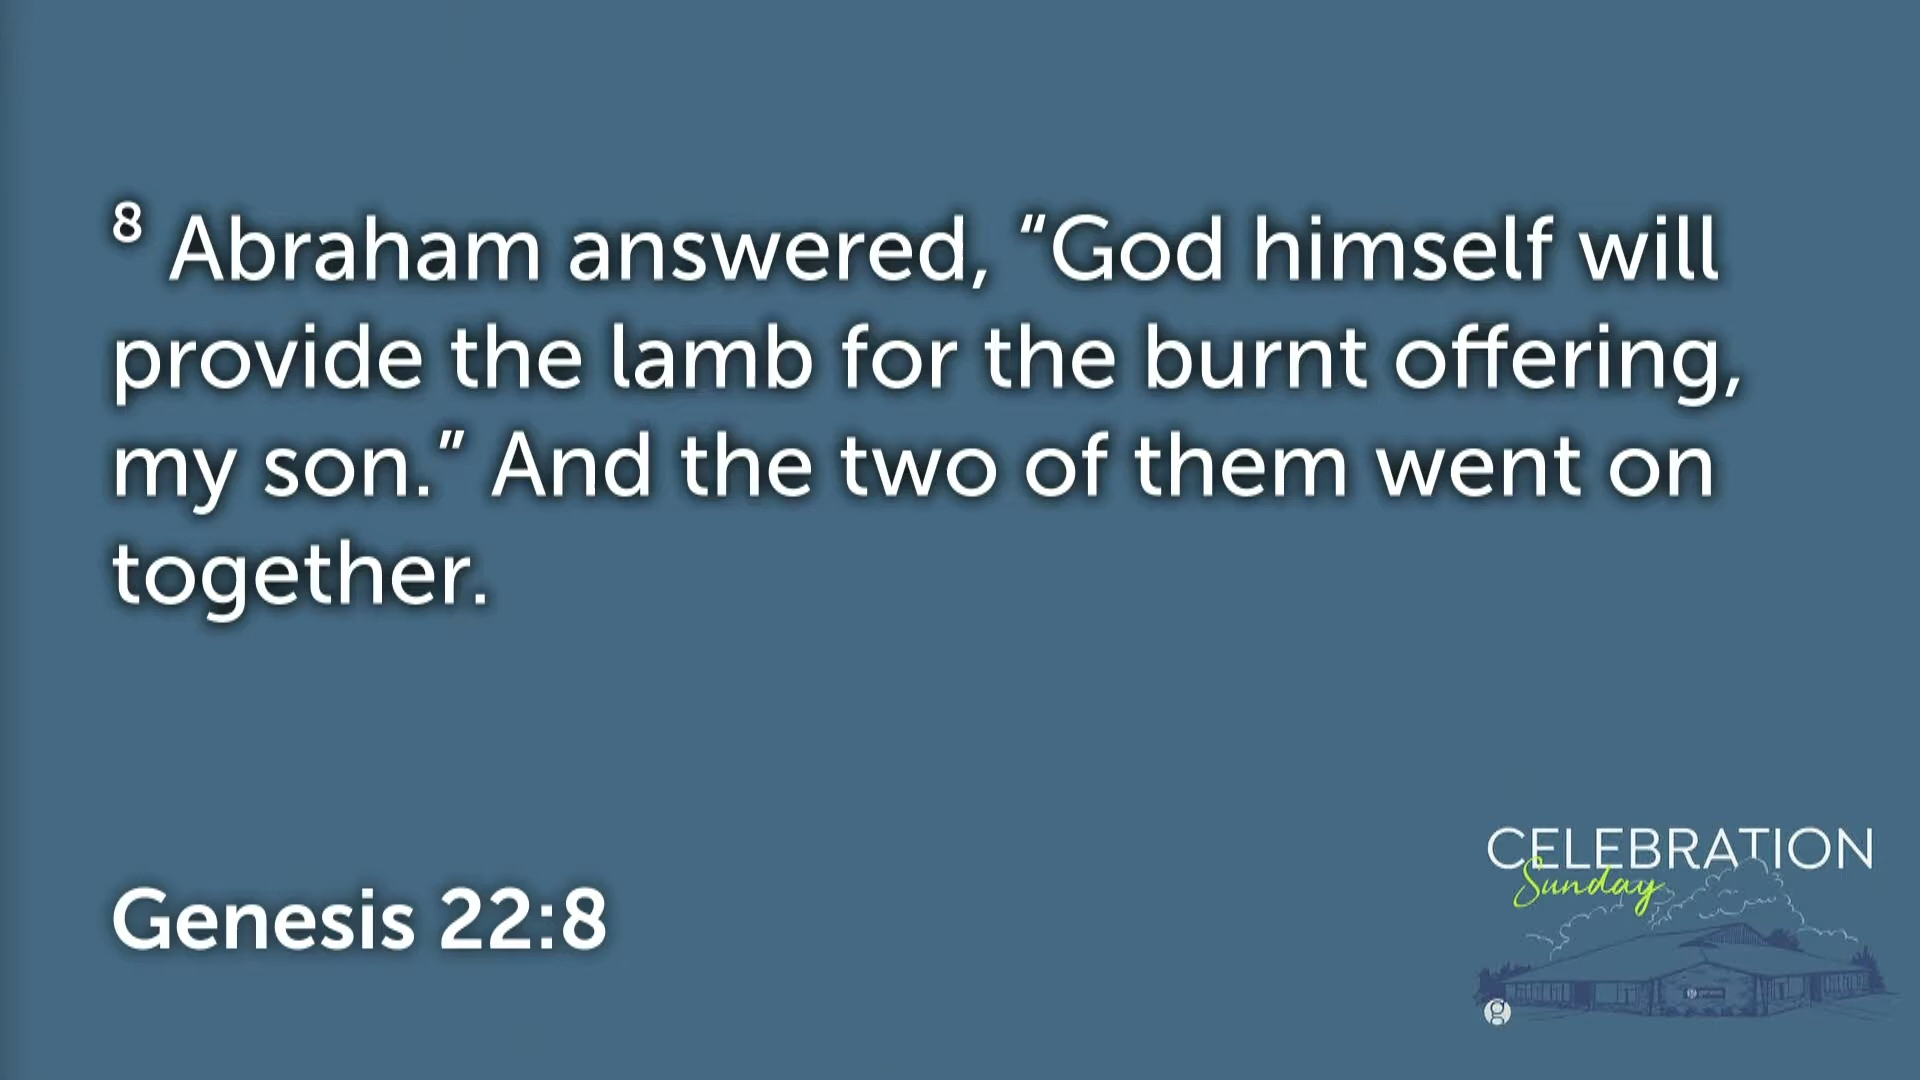 8 Abraham answered, “God himself will
provide the lamb for the burnt offering,
my son.” And the two of them went on
together.
Genesis 22:8
CELEBRATION
Sunday
g